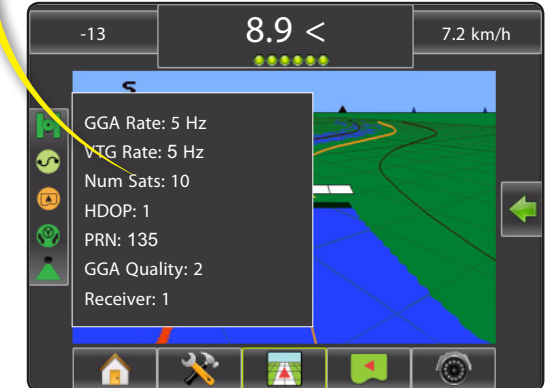 -13
8.9 <
7.2 km/h
S
GGA Rate: 5 Hz
VTG Rate: 5 Hz
Num Sats: 10
HDOP: 1
PRN: 135
GGA Quality: 2
Receiver: 1